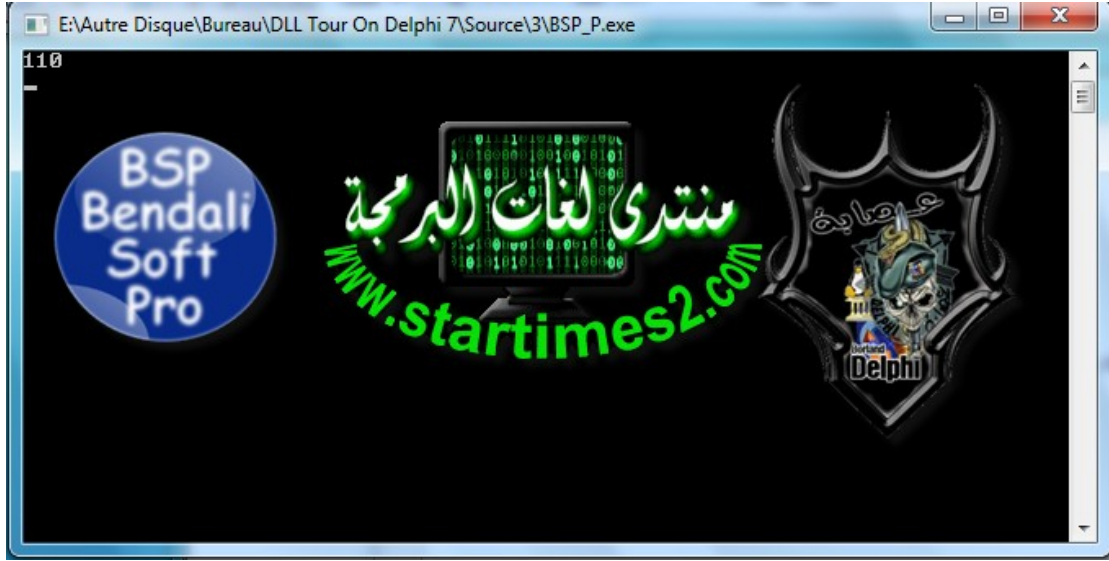 E:\Autre Disque\Bureau\DLL Tour On Delphi 7\Source\3\BSP_P.exe
110
BSP
Bendali
Soft
Pro
منتدى لغات البرمجة
www.startimes2.com
عصابة
Borland
Delphi